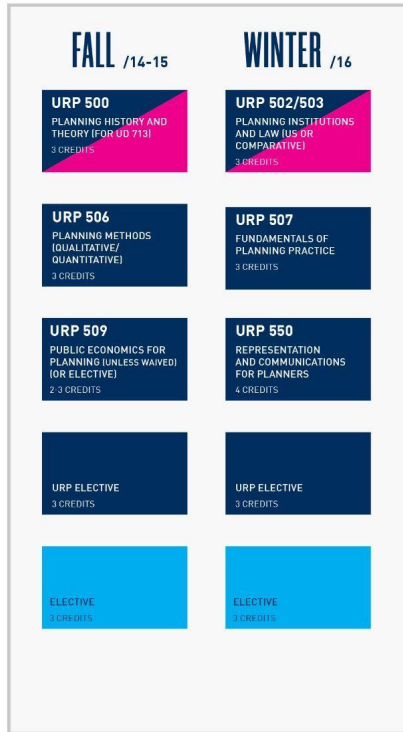 FALL /14-15
URP 500
PLANNING HISTORY AND
THEORY (FOR UD 713)
3 CREDITS
URP 506
PLANNING METHODS
(QUALITATIVE/
QUANTITATIVE)
3 CREDITS
URP 509
PUBLIC ECONOMICS FOR
PLANNING (UNLESS WAIVED)
(OR ELECTIVE)
2-3 CREDITS
URP ELECTIVE
3 CREDITS
ELECTIVE
3 CREDITS
WINTER /16
URP 502/503
PLANNING INSTITUTIONS
AND LAW (US OR
COMPARATIVE)
3 CREDITS
URP 507
FUNDAMENTALS OF
PLANNING PRACTICE
3 CREDITS
URP 550
REPRESENTATION
AND COMMUNICATIONS
FOR PLANNERS
4 CREDITS
URP ELECTIVE
3 CREDITS
ELECTIVE
3 CREDITS